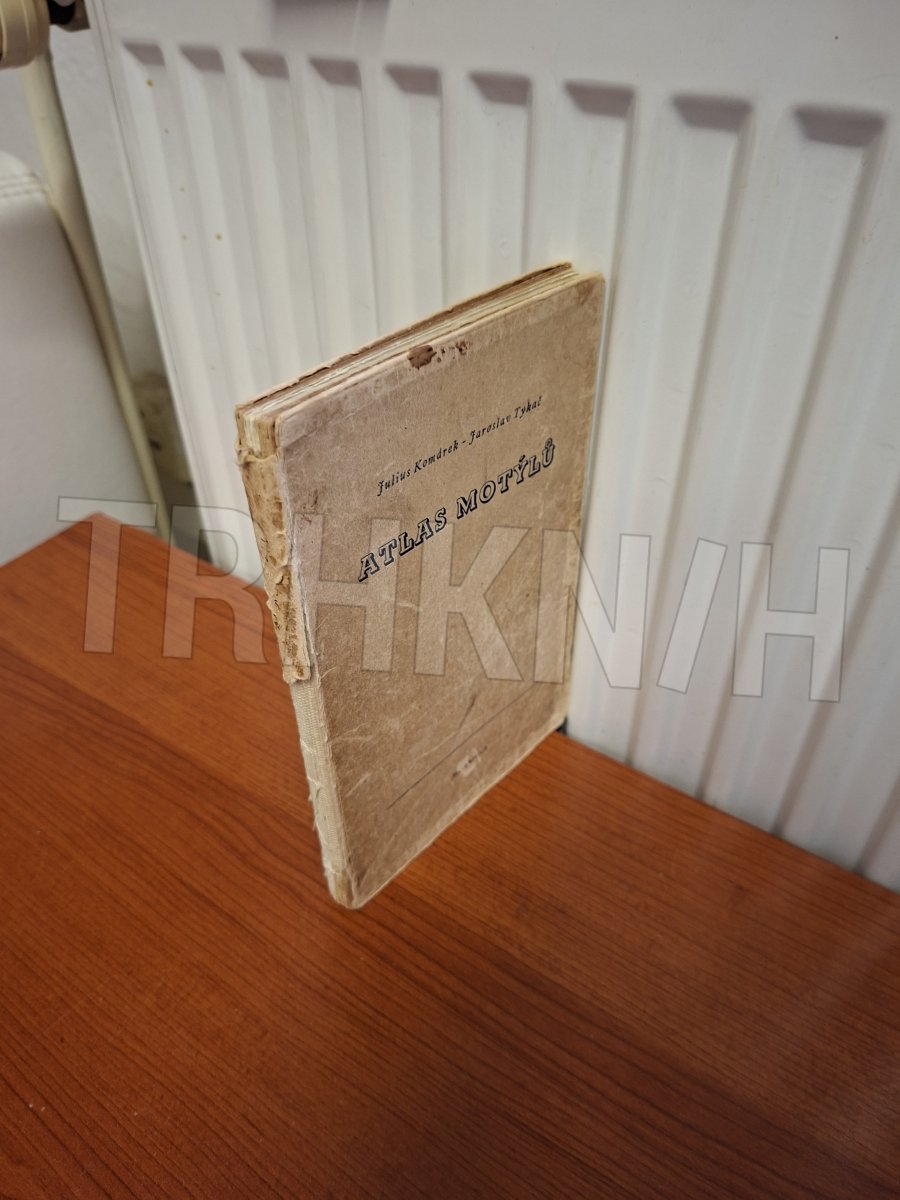 Julius Komárek - Jaroslav Tykač
ATLAS MOTÝLŮ
TRHKNIH